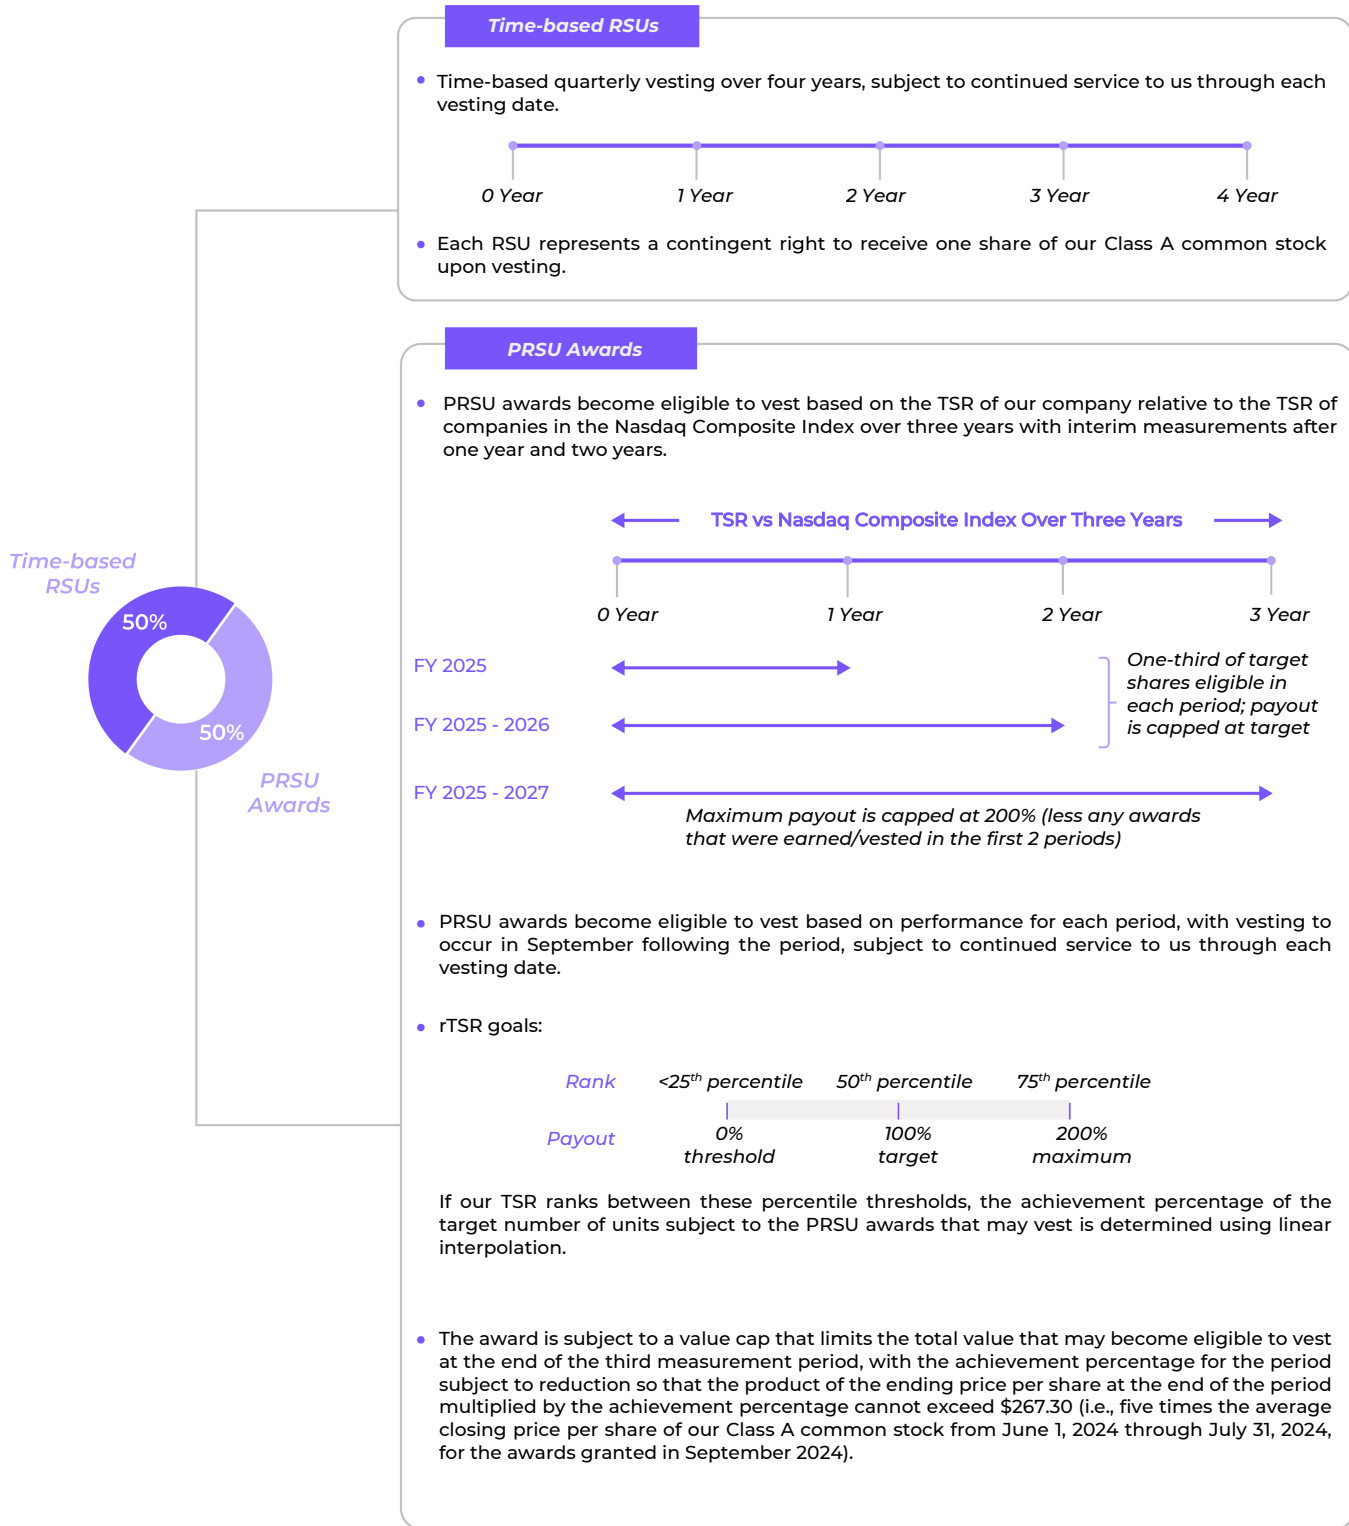 Time-based RSUs
Time-based quarterly vesting over four years, subject to continued service to us through each
vesting date.
0 Year 1 Year 2 Year 3 Year 4 Year
Each RSU represents a contingent right to receive one share of our Class A common stock
upon vesting.
PRSU Awards
PRSU awards become eligible to vest based on the TSR of our company relative to the TSR of
companies in the Nasdaq Composite Index over three years with interim measurements after
one year and two years.
TSR vs Nasdaq Composite Index Over Three Years
0 Year 1 Year 2 Year 3 Year
Time-based
RSUs
50%
50%
PRSU
Awards
FY 2025
FY 2025 - 2026
One-third of target
shares eligible in
each period; payout
is capped at target
FY 2025 - 2027
Maximum payout is capped at 200% (less any awards
that were earned/vested in the first 2 periods)
PRSU awards become eligible to vest based on performance for each period, with vesting to
occur in September following the period, subject to continued service to us through each
vesting date.
rTSR goals:
Rank <25th percentile 50th percentile 75th percentile
Payout 0% 100% 200%
threshold target maximum
If our TSR ranks between these percentile thresholds, the achievement percentage of the
target number of units subject to the PRSU awards that may vest is determined using linear
interpolation.
The award is subject to a value cap that limits the total value that may become eligible to vest
at the end of the third measurement period, with the achievement percentage for the period
subject to reduction so that the product of the ending price per share at the end of the period
multiplied by the achievement percentage cannot exceed $267.30 (i.e., five times the average
closing price per share of our Class A common stock from June 1, 2024 through July 31, 2024,
for the awards granted in September 2024).